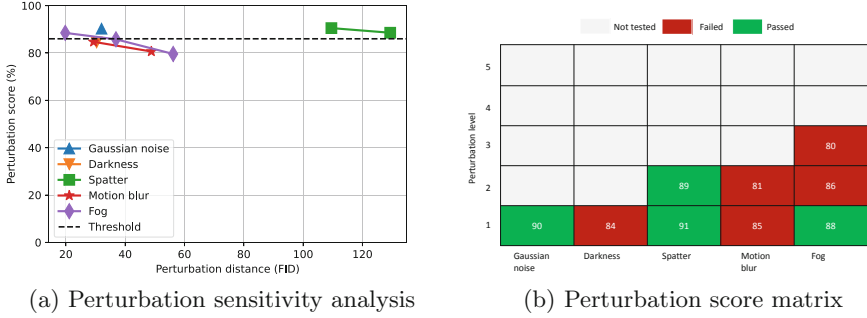 100
80
60
40
20
0
Perturbation score (%)
Gaussian noise
Darkness
Spatter
Motion blur
Fog
Threshold
20 40 60 80 100 120
Perturbation distance (FID)
(a) Perturbation sensitivity analysis
Not tested Failed Passed
Perturbation level
5
4
3 80
2 89 81 86
1 90 84 91 85 88
Gaussian noise
Darkness
Spatter
Motion blur
Fog
(b) Perturbation score matrix